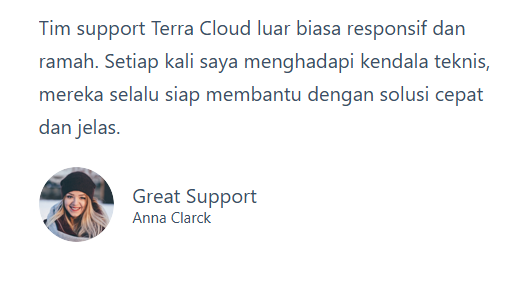 Tim support Terra Cloud luar biasa responsif dan
ramah. Setiap kali saya menghadapi kendala teknis,
mereka selalu siap membantu dengan solusi cepat
dan jelas.
Great Support
Anna Clarck